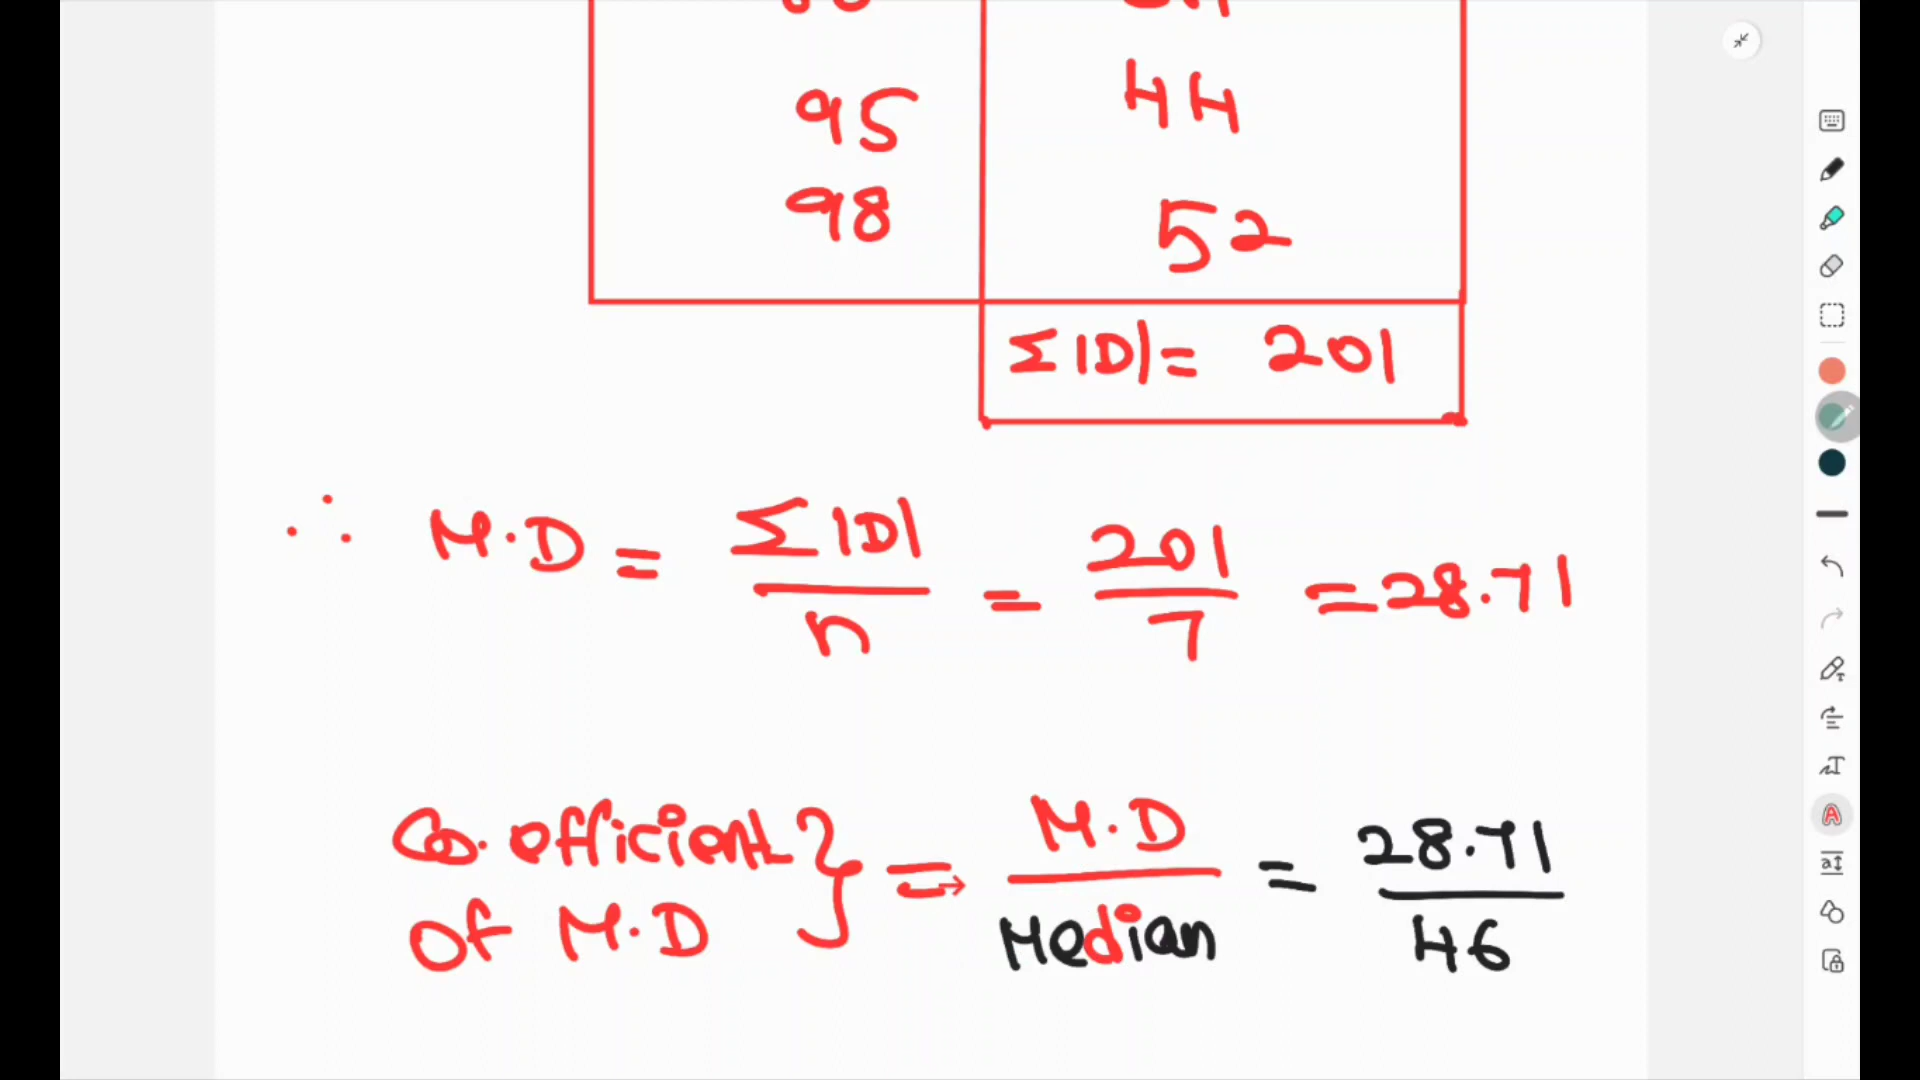 95 44
98 52
Σ|D| = 201
∴ M.D = Σ|D| / n = 201 / 7 = 28.71
Co.efficient of M.D } = M.D / Median = 28.71 / 46